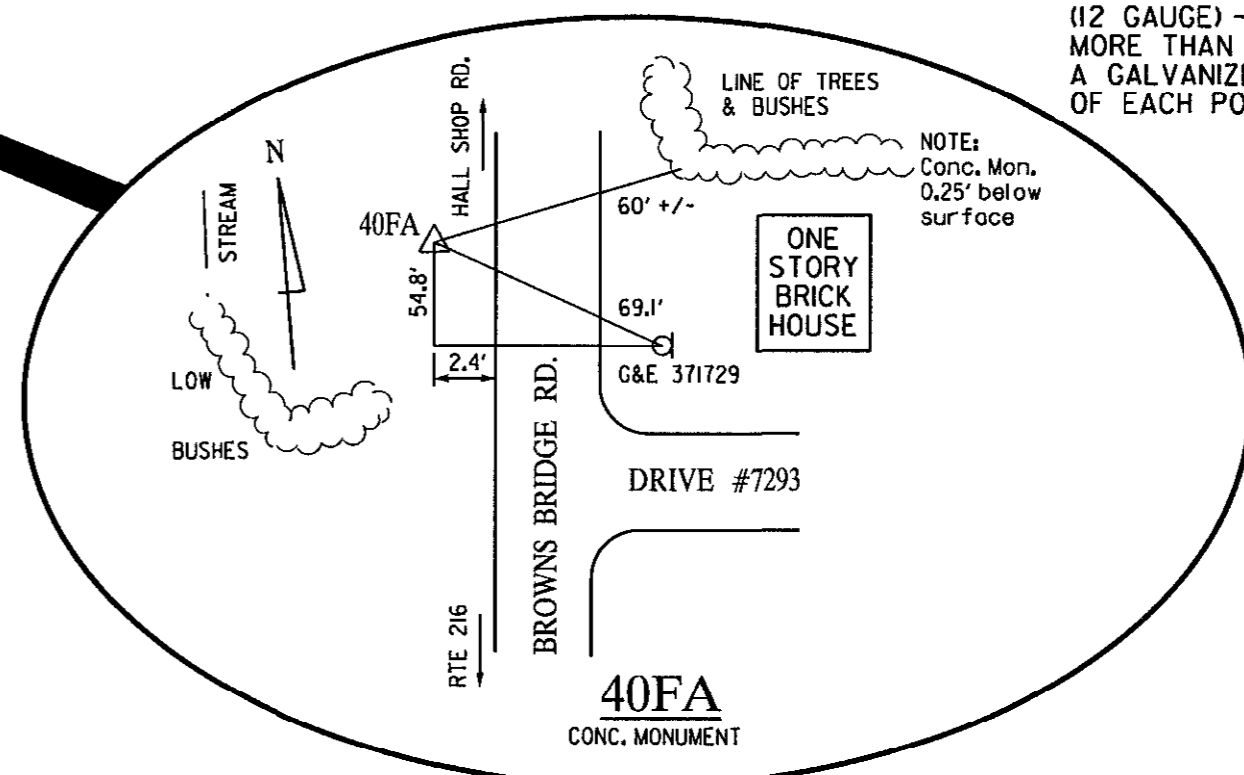 (12 GAUGE) -
MORE THAN
A GALVANIZ
OF EACH PO
LINE OF TREES
& BUSHES
HALL SHOP RD.
N
STREAM
NOTE:
Conc. Mon.
0.25' below
surface
40FA
60' +/-
ONE
STORY
BRICK
HOUSE
54.8'
69.1'
2.4'
G&E 371729
LOW
BUSHES
BROWNS BRIDGE RD.
DRIVE #7293
RTE 216
40FA
CONC. MONUMENT